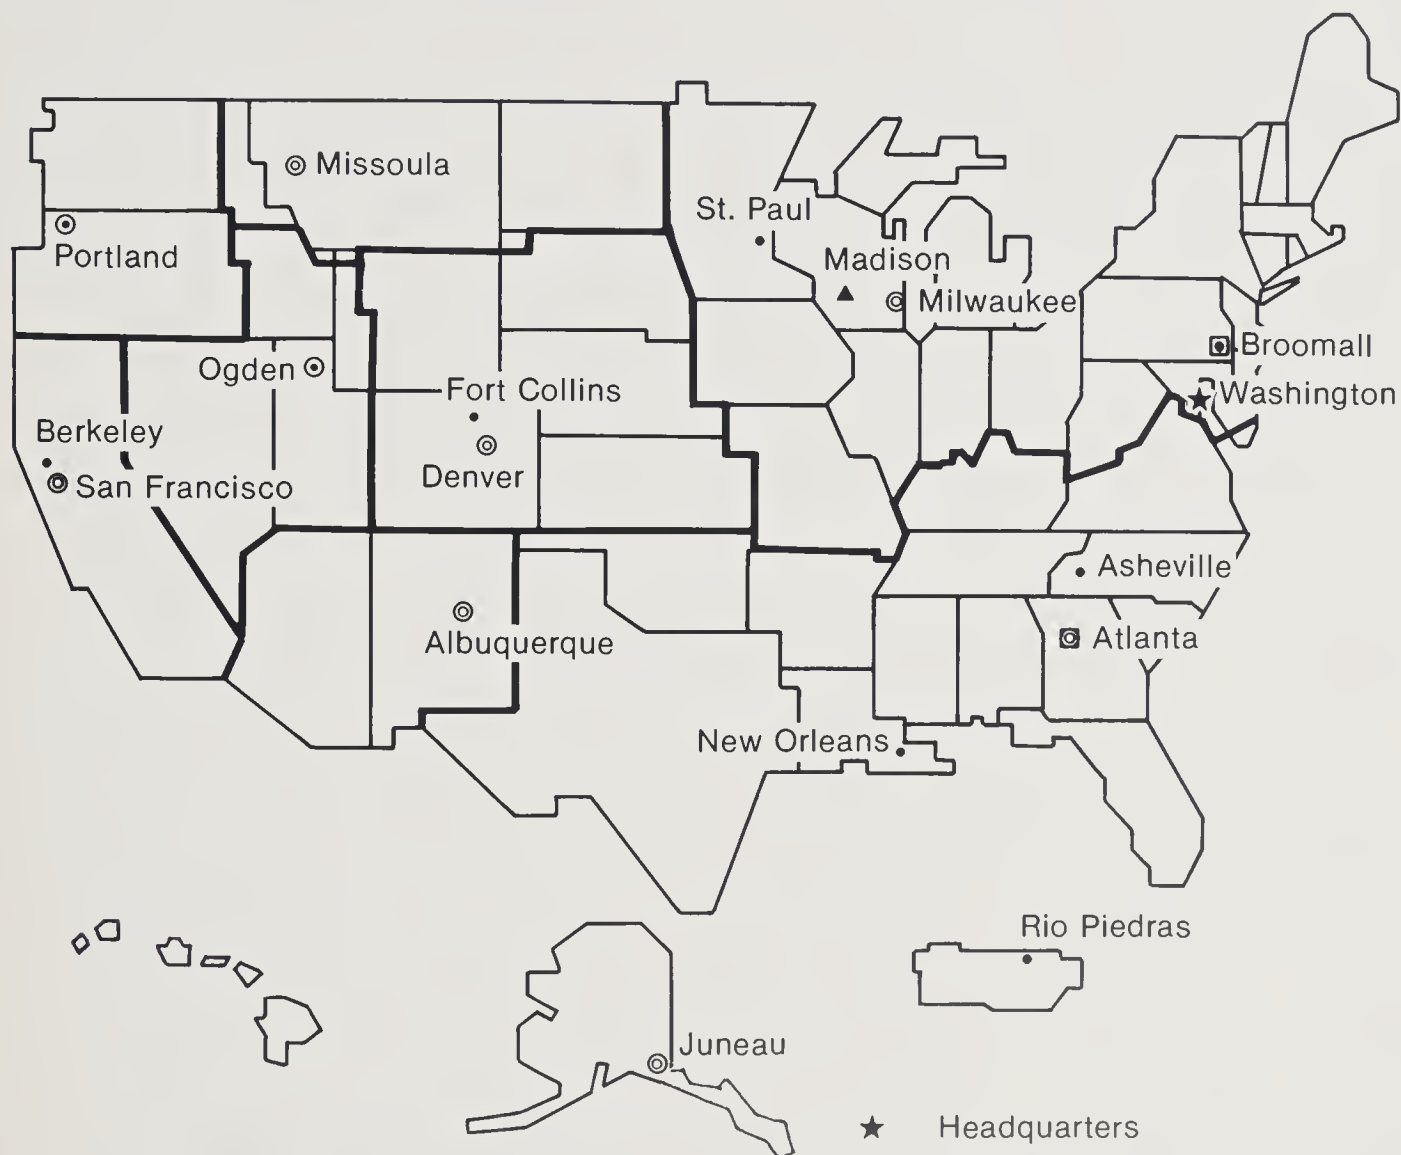 Missoula
St. Paul
Portland
Madison
Milwaukee
Broomall
Ogden
Fort Collins
Washington
Berkeley
Denver
San Francisco
Asheville
Albuquerque
Atlanta
New Orleans
Rio Piedras
Juneau
Headquarters